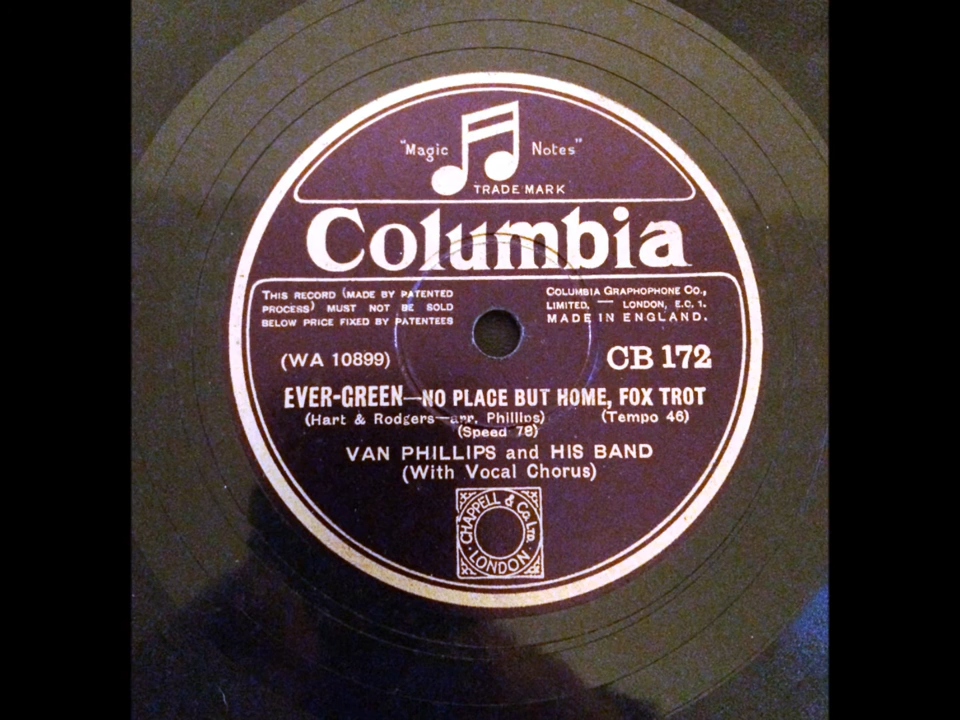 "Magic Notes"
TRADE MARK
Columbia
THIS RECORD (MADE BY PATENTED
PROCESS) MUST NOT BE SOLD
BELOW PRICE FIXED BY PATENTEES
COLUMBIA GRAPHOPHONE CO.,
LIMITED. — LONDON, E.C. 1.
MADE IN ENGLAND.
(WA 10899) CB 172
EVER-GREEN—NO PLACE BUT HOME, FOX TROT
(Hart & Rodgers—arr. Phillips) (Tempo 46)
(Speed 78)
VAN PHILLIPS and HIS BAND
(With Vocal Chorus)
CHAPPELL & Co. LTD.
· LONDON ·